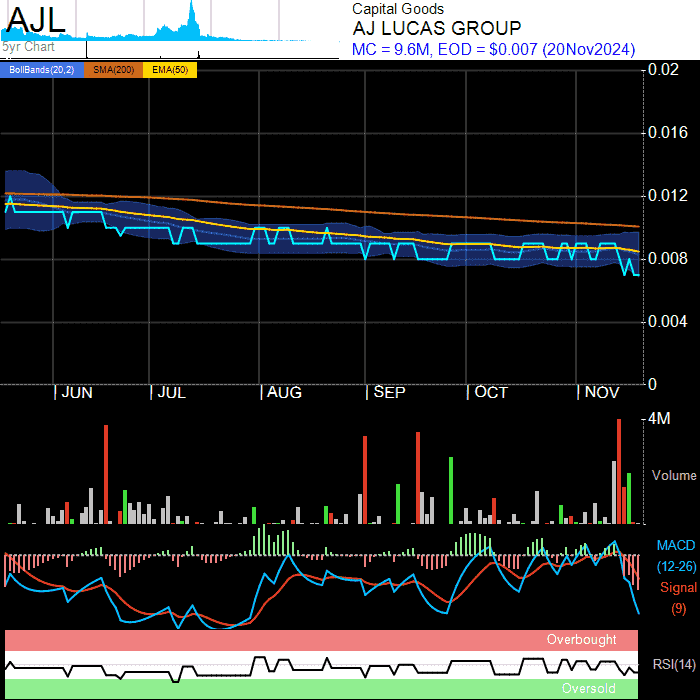 AJL
5yr Chart
Capital Goods
AJ LUCAS GROUP
MC = 9.6M, EOD = $0.007 (20Nov2024)
BollBands(20,2) SMA(200) EMA(50)
0.02
0.016
0.012
0.008
0.004
0
JUN JUL AUG SEP OCT NOV
4M
Volume
MACD
(12-26)
Signal
(9)
Overbought
RSI(14)
Oversold